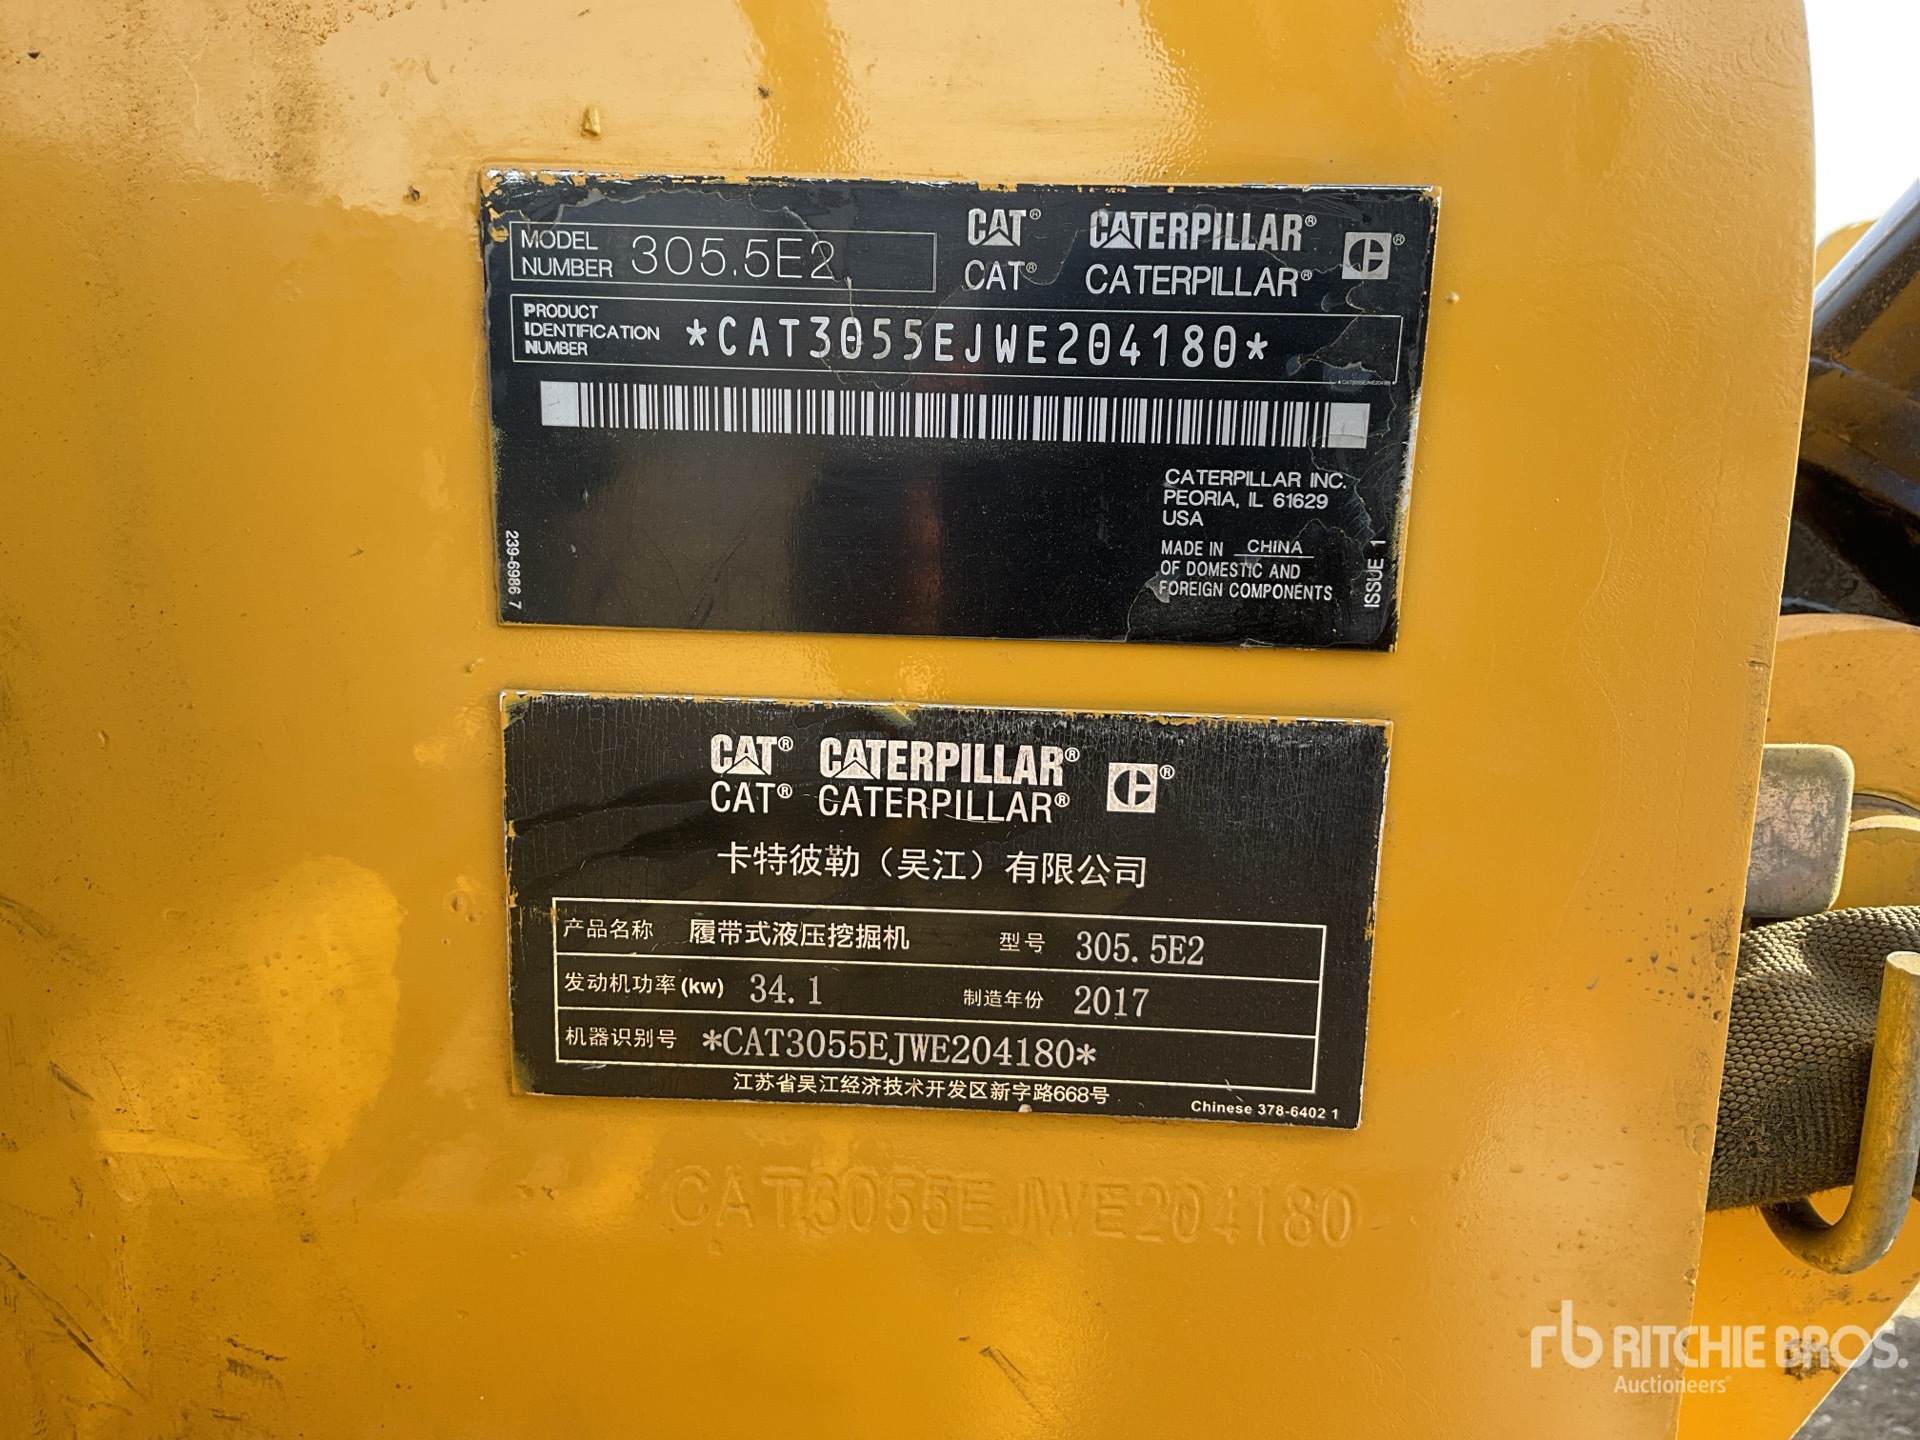 MODEL NUMBER 305.5E2
CAT® CATERPILLAR®
CAT® CATERPILLAR®
PRODUCT
IDENTIFICATION
NUMBER
*CAT3055EJWE204180*
*CAT3055EJWE204180*
CATERPILLAR INC.
PEORIA, IL 61629
USA
MADE IN CHINA
OF DOMESTIC AND
FOREIGN COMPONENTS
239-6986 7
ISSUE 1
CAT® CATERPILLAR® C®
CAT® CATERPILLAR®
卡特彼勒（吴江）有限公司
产品名称 履带式液压挖掘机 型号 305.5E2
发动机功率(kw) 34.1 制造年份 2017
机器识别号 *CAT3055EJWE204180*
江苏省吴江经济技术开发区新字路668号
Chinese 378-6402 1
CAT3055EJWE204180
rb RITCHIE BROS.
Auctioneers